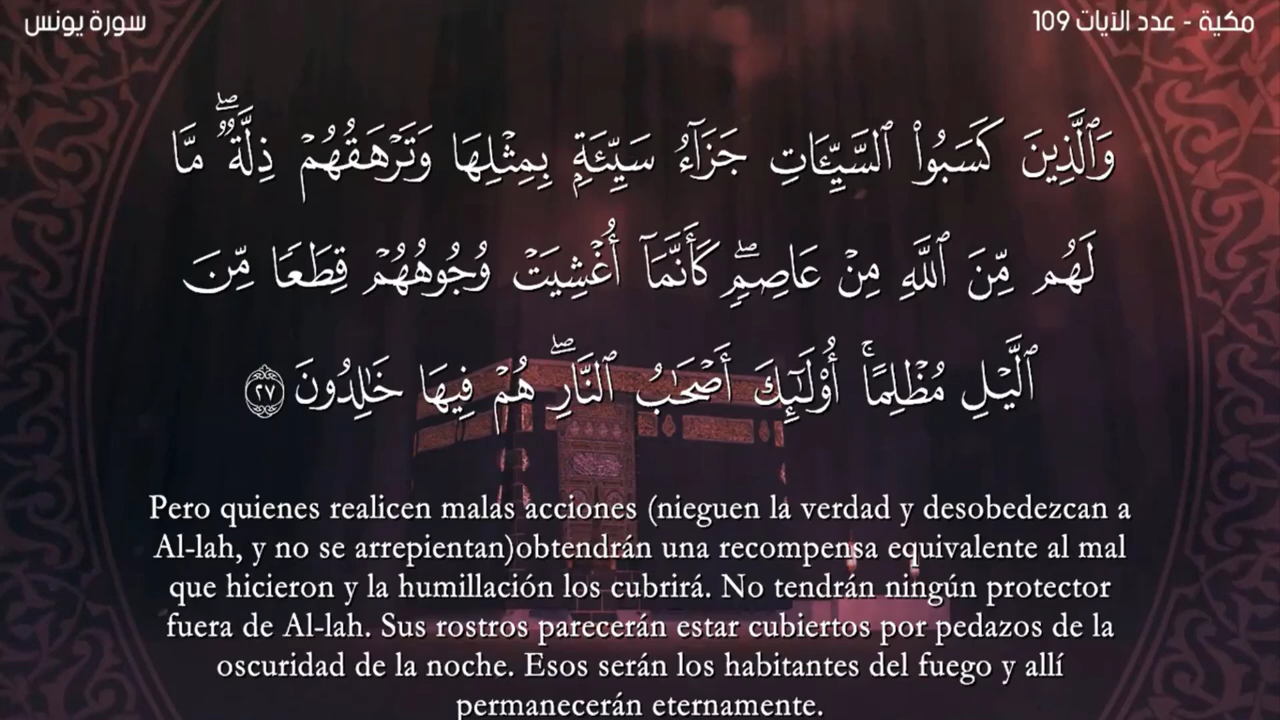 سورة يونس
مكية - عدد الآيات 109
وَٱلَّذِينَ كَسَبُوا۟ ٱلسَّيِّـَٔاتِ جَزَآءُ سَيِّئَةٍۭ بِمِثْلِهَا وَتَرْهَقُهُمْ ذِلَّةٌۖ مَّا
لَهُم مِّنَ ٱللَّهِ مِنْ عَاصِمٍۖ كَأَنَّمَآ أُغْشِيَتْ وُجُوهُهُمْ قِطَعًا مِّنَ
ٱلَّيْلِ مُظْلِمًاۚ أُو۟لَـٰٓئِكَ أَصْحَـٰبُ ٱلنَّارِۖ هُمْ فِيهَا خَـٰلِدُونَ ٢٧
Pero quienes realicen malas acciones (nieguen la verdad y desobedezcan a
Al-lah, y no se arrepientan)obtendrán una recompensa equivalente al mal
que hicieron y la humillación los cubrirá. No tendrán ningún protector
fuera de Al-lah. Sus rostros parecerán estar cubiertos por pedazos de la
oscuridad de la noche. Esos serán los habitantes del fuego y allí
permanecerán eternamente.